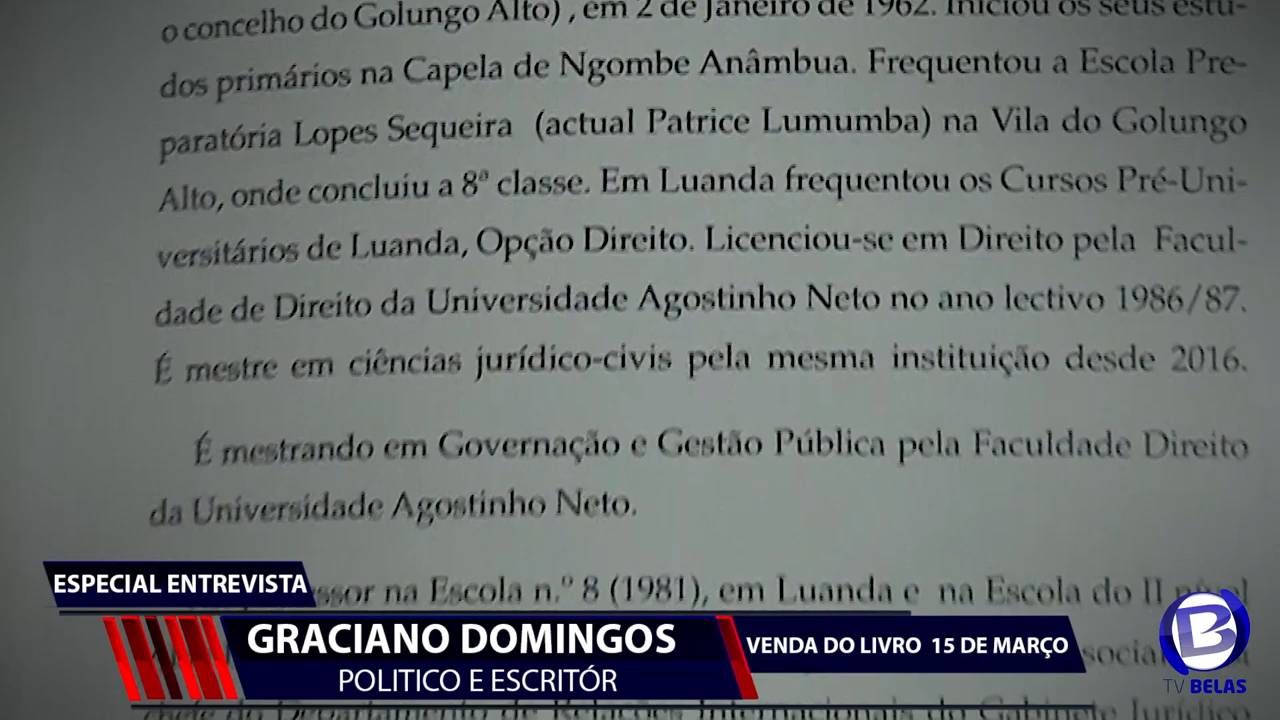 o concelho do Golungo Alto) , em 2 de Janeiro de 1962. Iniciou os seus estu-
dos primários na Capela de Ngombe Anâmbua. Frequentou a Escola Pre-
paratória Lopes Sequeira (actual Patrice Lumumba) na Vila do Golungo
Alto, onde concluiu a 8ª classe. Em Luanda frequentou os Cursos Pré-Uni-
versitários de Luanda, Opção Direito. Licenciou-se em Direito pela Facul-
dade de Direito da Universidade Agostinho Neto no ano lectivo 1986/87.
É mestre em ciências jurídico-civis pela mesma instituição desde 2016.
É mestrando em Governação e Gestão Pública pela Faculdade Direito
da Universidade Agostinho Neto.
na Escola n.º 8 (1981), em Luanda e na Escola do II
ESPECIAL ENTREVISTA
GRACIANO DOMINGOS
POLITICO E ESCRITÓR
VENDA DO LIVRO 15 DE MARÇO
B
TV BELAS